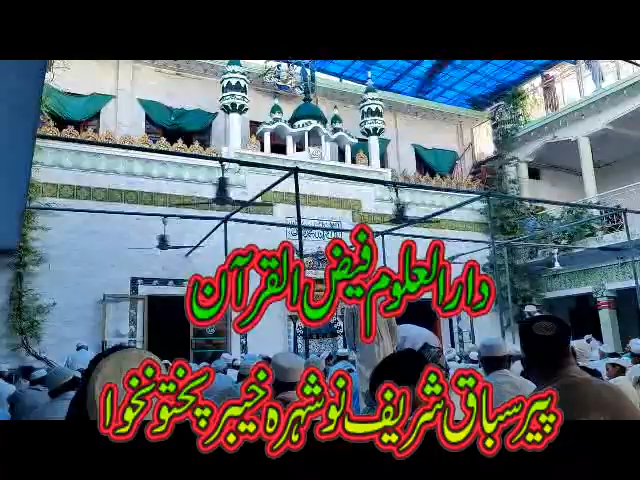 دارالعلوم فیض القرآن
پیر سباق شریف نوشہرہ خیبر پختونخوا